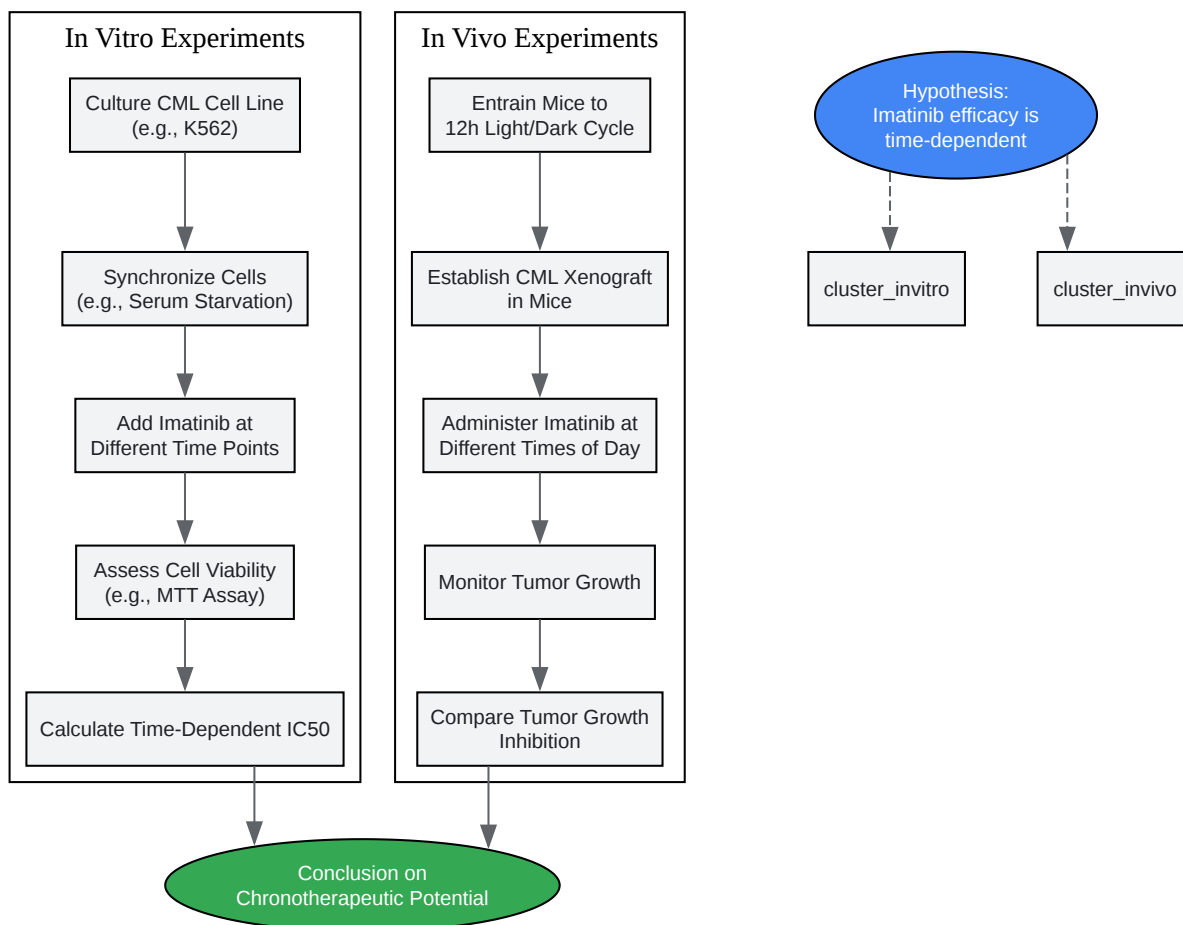 In Vitro Experiments
Culture CML Cell Line
(e.g., K562)
Synchronize Cells
(e.g., Serum Starvation)
Add Imatinib at
Different Time Points
Assess Cell Viability
(e.g., MTT Assay)
Calculate Time-Dependent IC50
In Vivo Experiments
Entrain Mice to
12h Light/Dark Cycle
Establish CML Xenograft
in Mice
Administer Imatinib at
Different Times of Day
Monitor Tumor Growth
Compare Tumor Growth
Inhibition
Conclusion on
Chronotherapeutic Potential
Hypothesis:
Imatinib efficacy is
time-dependent
cluster_invitro
cluster_invivo